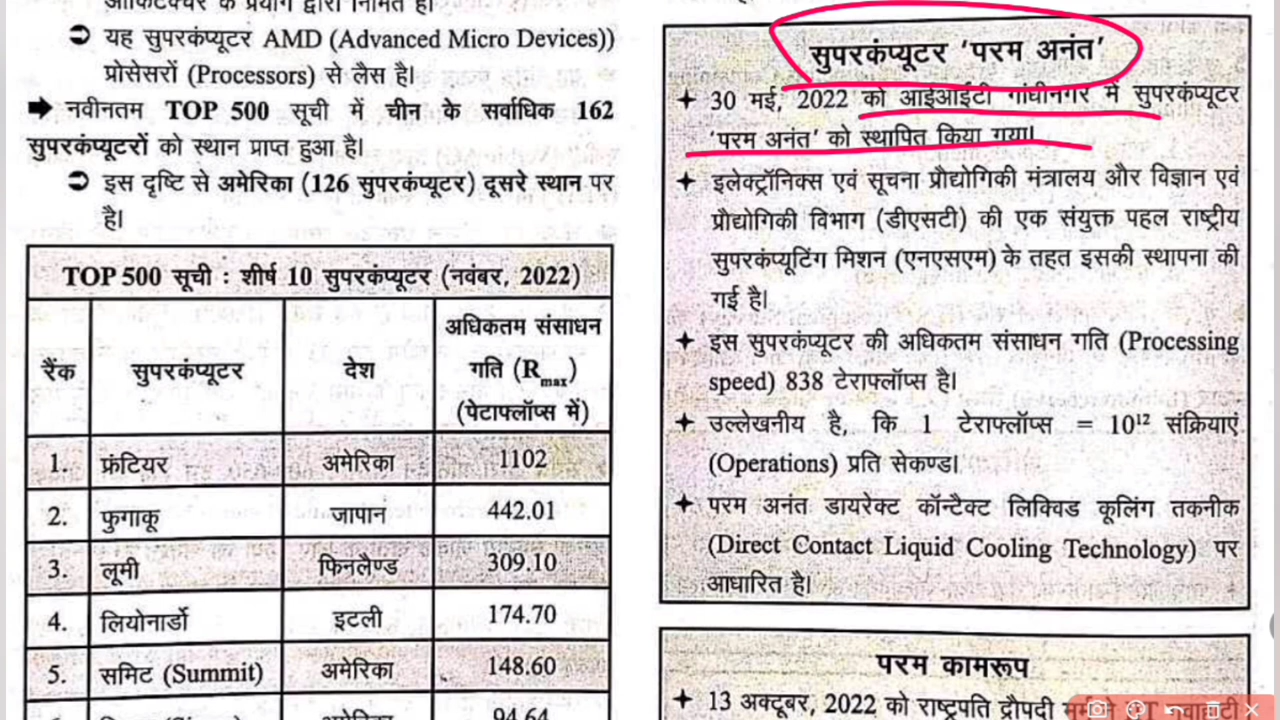 आर्किटेक्चर के प्रयोग द्वारा निर्मित है।
➲ यह सुपरकंप्यूटर AMD (Advanced Micro Devices))
प्रोसेसरों (Processors) से लैस है।
➡ नवीनतम TOP 500 सूची में चीन के सर्वाधिक 162
सुपरकंप्यूटरों को स्थान प्राप्त हुआ है।
➲ इस दृष्टि से अमेरिका (126 सुपरकंप्यूटर) दूसरे स्थान पर
है।
TOP 500 सूची : शीर्ष 10 सुपरकंप्यूटर (नवंबर, 2022)
रैंक सुपरकंप्यूटर देश अधिकतम संसाधन
गति (Rmax)
(पेटाफ्लॉप्स में)
1. फ्रंटियर अमेरिका 1102
2. फुगाकू जापान 442.01
3. लूमी फिनलैण्ड 309.10
4. लियोनार्डो इटली 174.70
5. समिट (Summit) अमेरिका 148.60
94.64
सुपरकंप्यूटर ‘परम अनंत’
✦ 30 मई, 2022 को आईआईटी गांधीनगर में सुपरकंप्यूटर
‘परम अनंत’ को स्थापित किया गया।
✦ इलेक्ट्रॉनिक्स एवं सूचना प्रौद्योगिकी मंत्रालय और विज्ञान एवं
प्रौद्योगिकी विभाग (डीएसटी) की एक संयुक्त पहल राष्ट्रीय
सुपरकंप्यूटिंग मिशन (एनएसएम) के तहत इसकी स्थापना की
गई है।
✦ इस सुपरकंप्यूटर की अधिकतम संसाधन गति (Processing
speed) 838 टेराफ्लॉप्स है।
✦ उल्लेखनीय है, कि 1 टेराफ्लॉप्स = 10¹² संक्रियाएं
(Operations) प्रति सेकण्ड।
✦ परम अनंत डायरेक्ट कॉन्टैक्ट लिक्विड कूलिंग तकनीक
(Direct Contact Liquid Cooling Technology) पर
आधारित है।
परम कामरूप
✦ 13 अक्टूबर, 2022 को राष्ट्रपति द्रौपदी